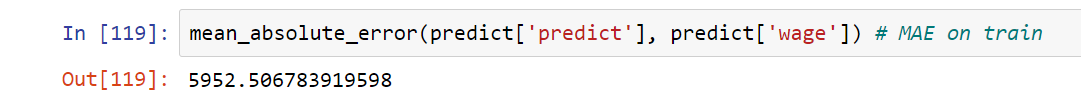 In [119]: mean_absolute_error(predict['predict'], predict['wage']) # MAE on train
Out[119]: 5952.506783919598